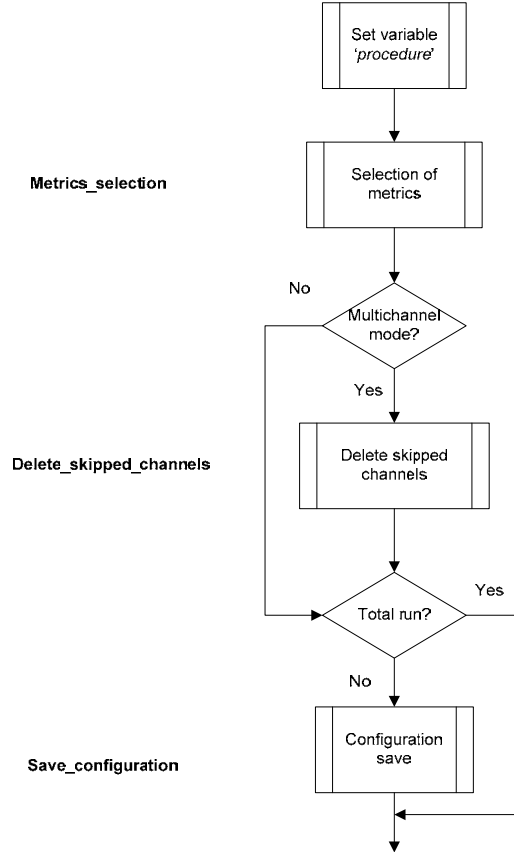 Set variable
‘procedure’
Metrics_selection
Selection of
metrics
No
Multichannel
mode?
Yes
Delete_skipped_channels
Delete skipped
channels
Total run?
Yes
No
Save_configuration
Configuration
save